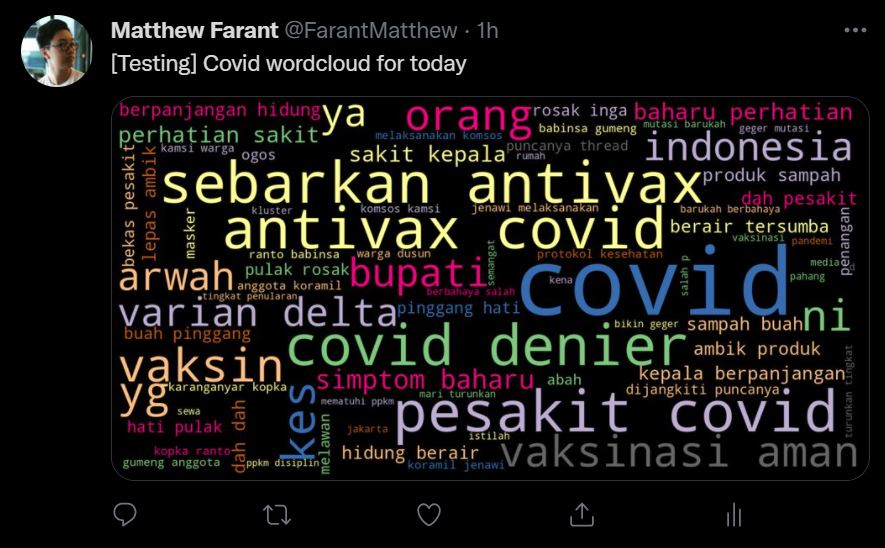 Matthew Farant @FarantMatthew · 1h
[Testing] Covid wordcloud for today
berpanjangan hidung
ya
orang
rosak inga
baharu perhatian
perhatian sakit
melaksanakan komsos
babinsa gumeng
mutasi barukah
geger mutasi
kamsi warga
ogos
sakit kepala
puncanya thread
rumah
indonesia
bekas pesakit
lepas ambik
sebarkan antivax
produk sampah
dah pesakit
masker
kluster
komsos kamsi
jenawi melaksanakan
barukah berbahaya
antivax covid
berair tersumba
vaksinasi
pandemi
penangan
ranto babinsa
warga dusun
semangat
protokol kesehatan
media
arwah
pulak rosak
bupati
covid
kena
salah p
pahang
anggota koramil
tingkat penularan
berbahaya salah
varian delta
pinggang hati
bikin geger
sampah buah
ni
buah pinggang
covid denier
ambik produk
vaksin
simptom baharu
abah
kepala berpanjangan
turunkan tingkat
yg
karanganyar kopka
kes
mari turunkan
dijangkiti puncanya
mematuhi ppkm
sewa
hati pulak
dah dah
melawan
jakarta
pesakit covid
istilah
kopka ranto
hidung berair
vaksinasi aman
gumeng anggota
ppkm disiplin
koramil jenawi